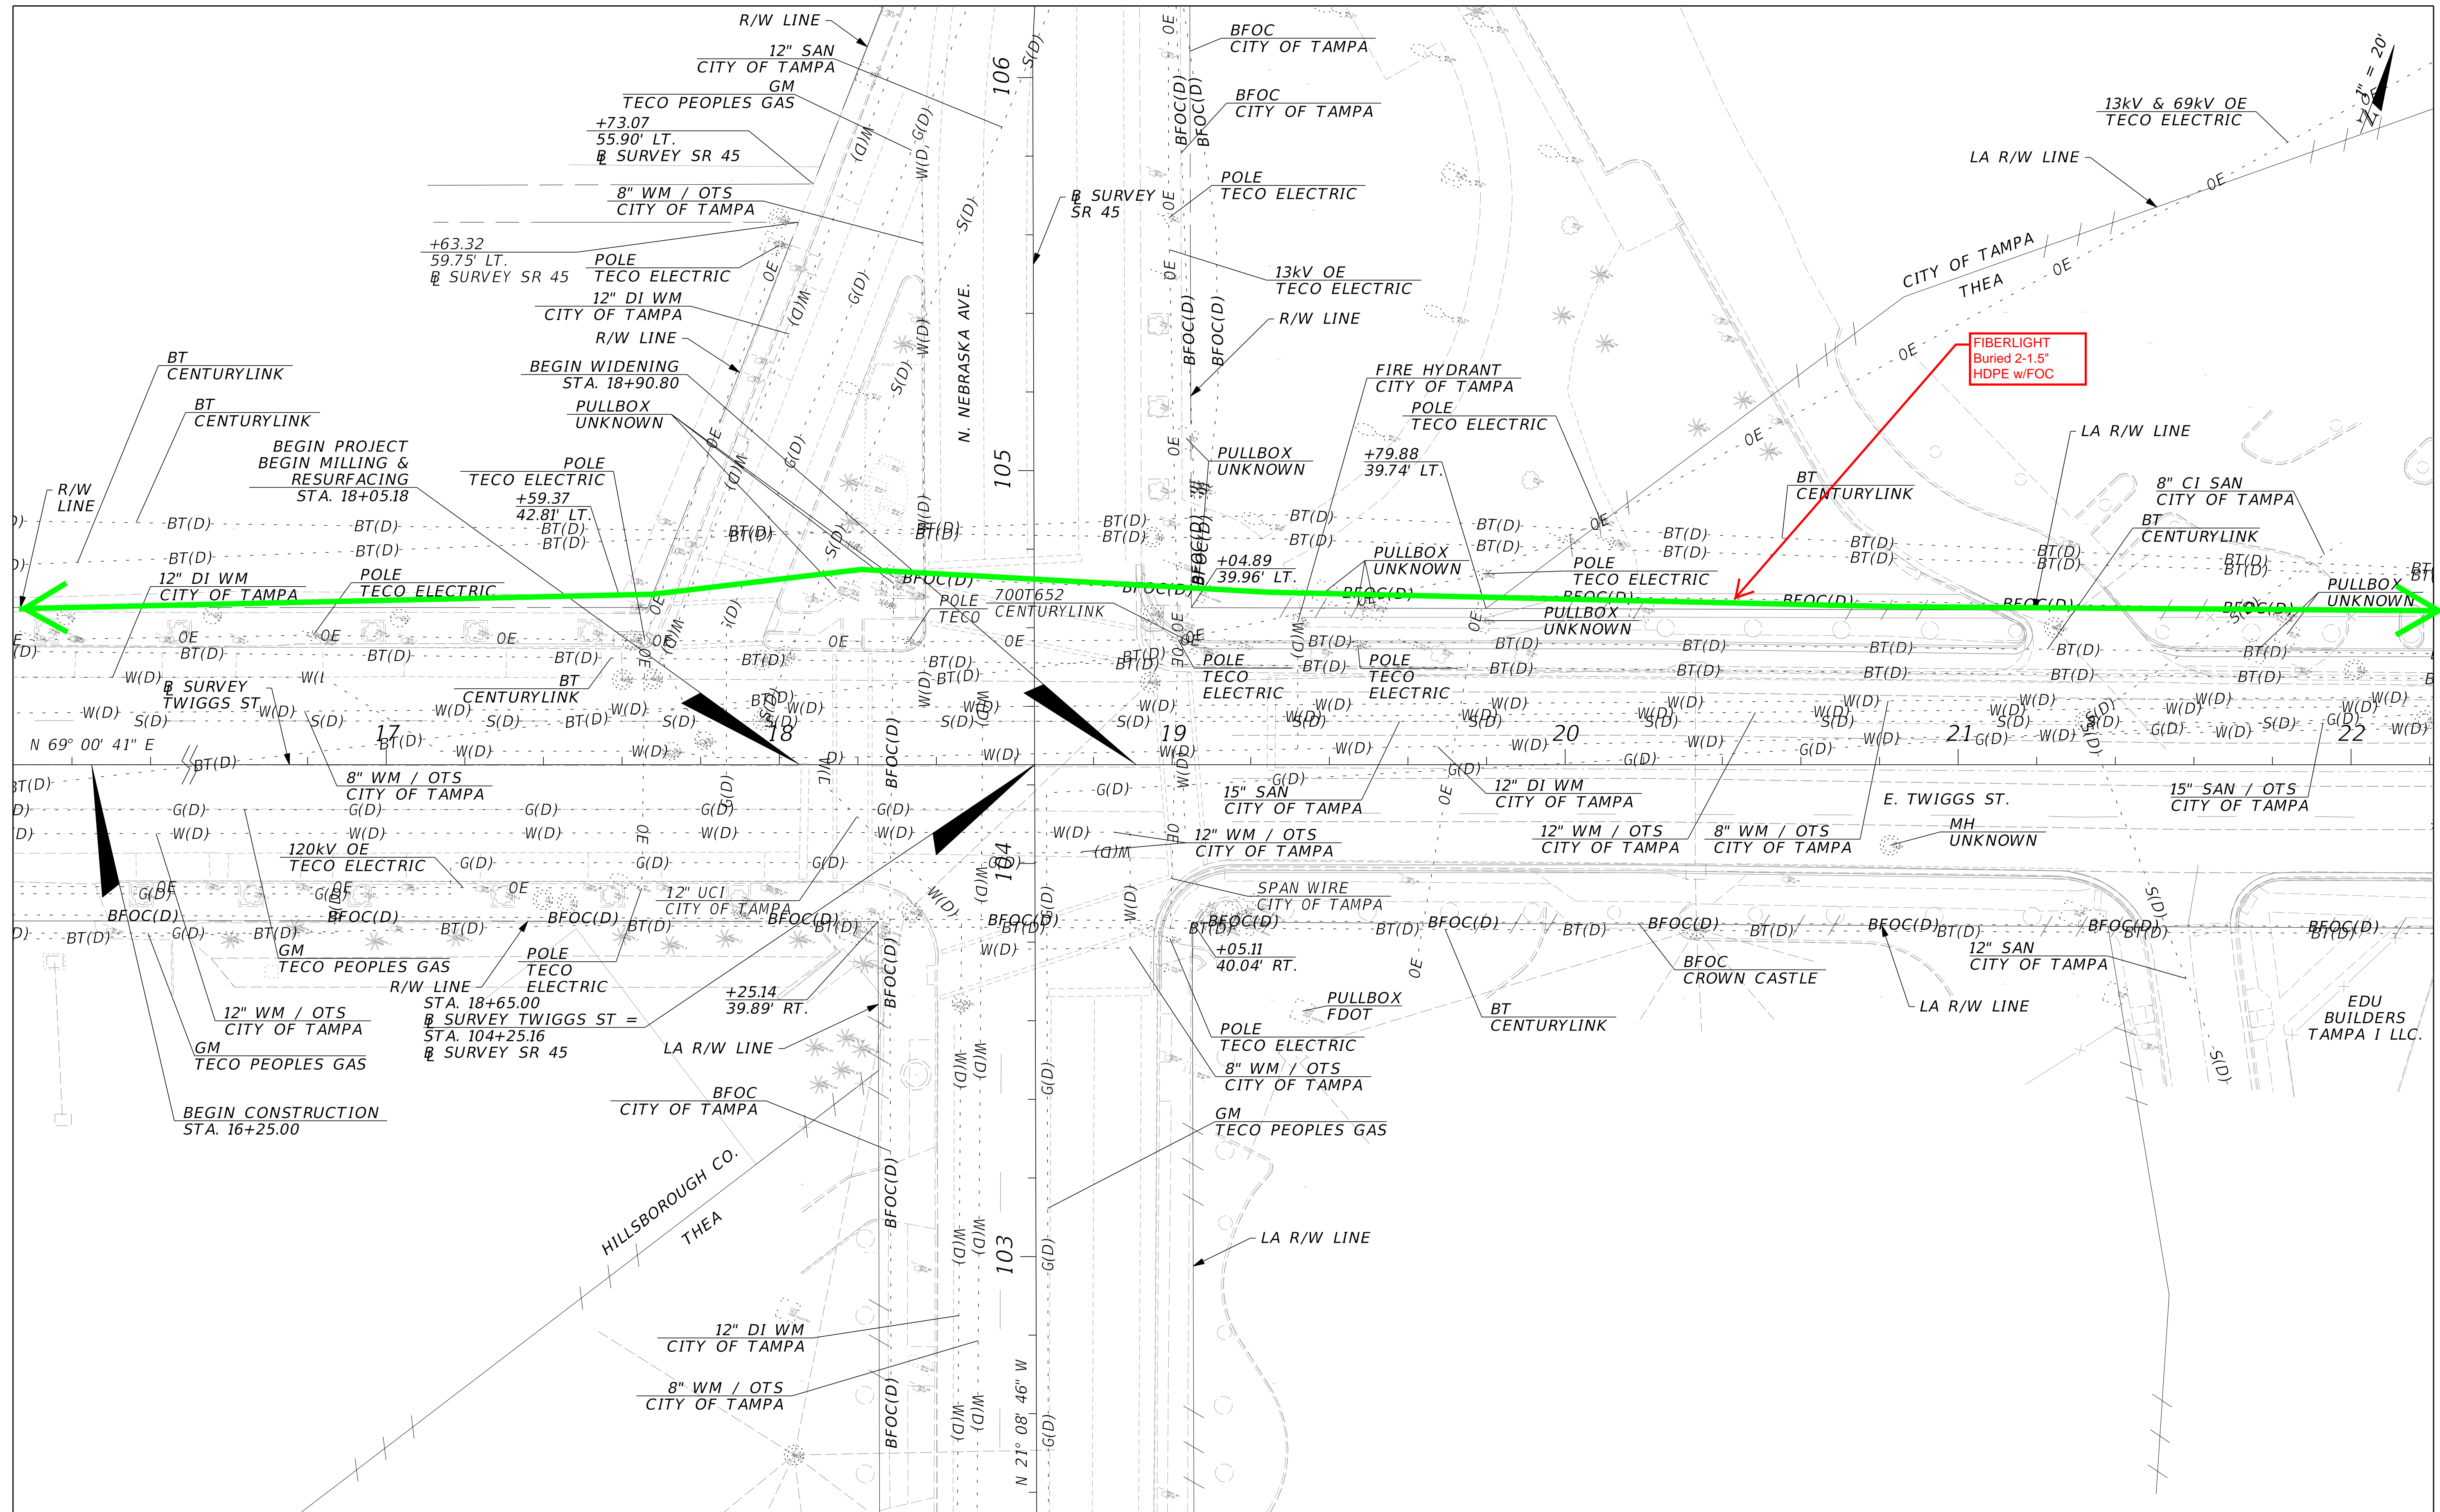 R/W LINE
12" SAN
CITY OF TAMPA
GM
TECO PEOPLES GAS
+73.07
55.90' LT.
BL SURVEY SR 45
8" WM / OTS
CITY OF TAMPA
+63.32
59.75' LT.
BL SURVEY SR 45
POLE
TECO ELECTRIC
12" DI WM
CITY OF TAMPA
R/W LINE
BEGIN WIDENING
STA. 18+90.80
PULLBOX
UNKNOWN
106
105
104
103
N. NEBRASKA AVE.
BL SURVEY
SR 45
BFOC
CITY OF TAMPA
BFOC
CITY OF TAMPA
POLE
TECO ELECTRIC
13kV OE
TECO ELECTRIC
R/W LINE
FIRE HYDRANT
CITY OF TAMPA
POLE
TECO ELECTRIC
PULLBOX
UNKNOWN
+79.88
39.74' LT.
13kV & 69kV OE
TECO ELECTRIC
1" = 20'
LA R/W LINE
CITY OF TAMPA
THEA
FIBERLIGHT
Buried 2-1.5"
HDPE w/FOC
LA R/W LINE
BT
CENTURYLINK
8" CI SAN
CITY OF TAMPA
BT
CENTURYLINK
BT
CENTURYLINK
BT
CENTURYLINK
BEGIN PROJECT
BEGIN MILLING &
RESURFACING
STA. 18+05.18
POLE
TECO ELECTRIC
+59.37
42.81' LT.
R/W
LINE
12" DI WM
CITY OF TAMPA
POLE
TECO ELECTRIC
POLE
TECO
700T652
CENTURYLINK
+04.89
39.96' LT.
PULLBOX
UNKNOWN
POLE
TECO ELECTRIC
PULLBOX
UNKNOWN
PULLBOX
UNKNOWN
POLE
TECO
ELECTRIC
POLE
TECO
ELECTRIC
BT
CENTURYLINK
BL SURVEY
TWIGGS ST
N 69° 00' 41" E
17
18
19
20
21
22
8" WM / OTS
CITY OF TAMPA
120kV OE
TECO ELECTRIC
12" UCI
CITY OF TAMPA
15" SAN
CITY OF TAMPA
12" DI WM
CITY OF TAMPA
E. TWIGGS ST.
15" SAN / OTS
CITY OF TAMPA
12" WM / OTS
CITY OF TAMPA
12" WM / OTS
CITY OF TAMPA
8" WM / OTS
CITY OF TAMPA
MH
UNKNOWN
SPAN WIRE
CITY OF TAMPA
GM
TECO PEOPLES GAS
POLE
TECO
ELECTRIC
R/W LINE
12" WM / OTS
CITY OF TAMPA
GM
TECO PEOPLES GAS
STA. 18+65.00
BL SURVEY TWIGGS ST =
STA. 104+25.16
BL SURVEY SR 45
+25.14
39.89' RT.
LA R/W LINE
+05.11
40.04' RT.
PULLBOX
FDOT
POLE
TECO ELECTRIC
BT
CENTURYLINK
BFOC
CROWN CASTLE
12" SAN
CITY OF TAMPA
LA R/W LINE
EDU
BUILDERS
TAMPA I LLC.
BEGIN CONSTRUCTION
STA. 16+25.00
BFOC
CITY OF TAMPA
8" WM / OTS
CITY OF TAMPA
GM
TECO PEOPLES GAS
HILLSBOROUGH CO.
THEA
LA R/W LINE
12" DI WM
CITY OF TAMPA
8" WM / OTS
CITY OF TAMPA
N 21° 08' 46" W
OE
BT(D)
W(D)
S(D)
G(D)
BFOC(D)